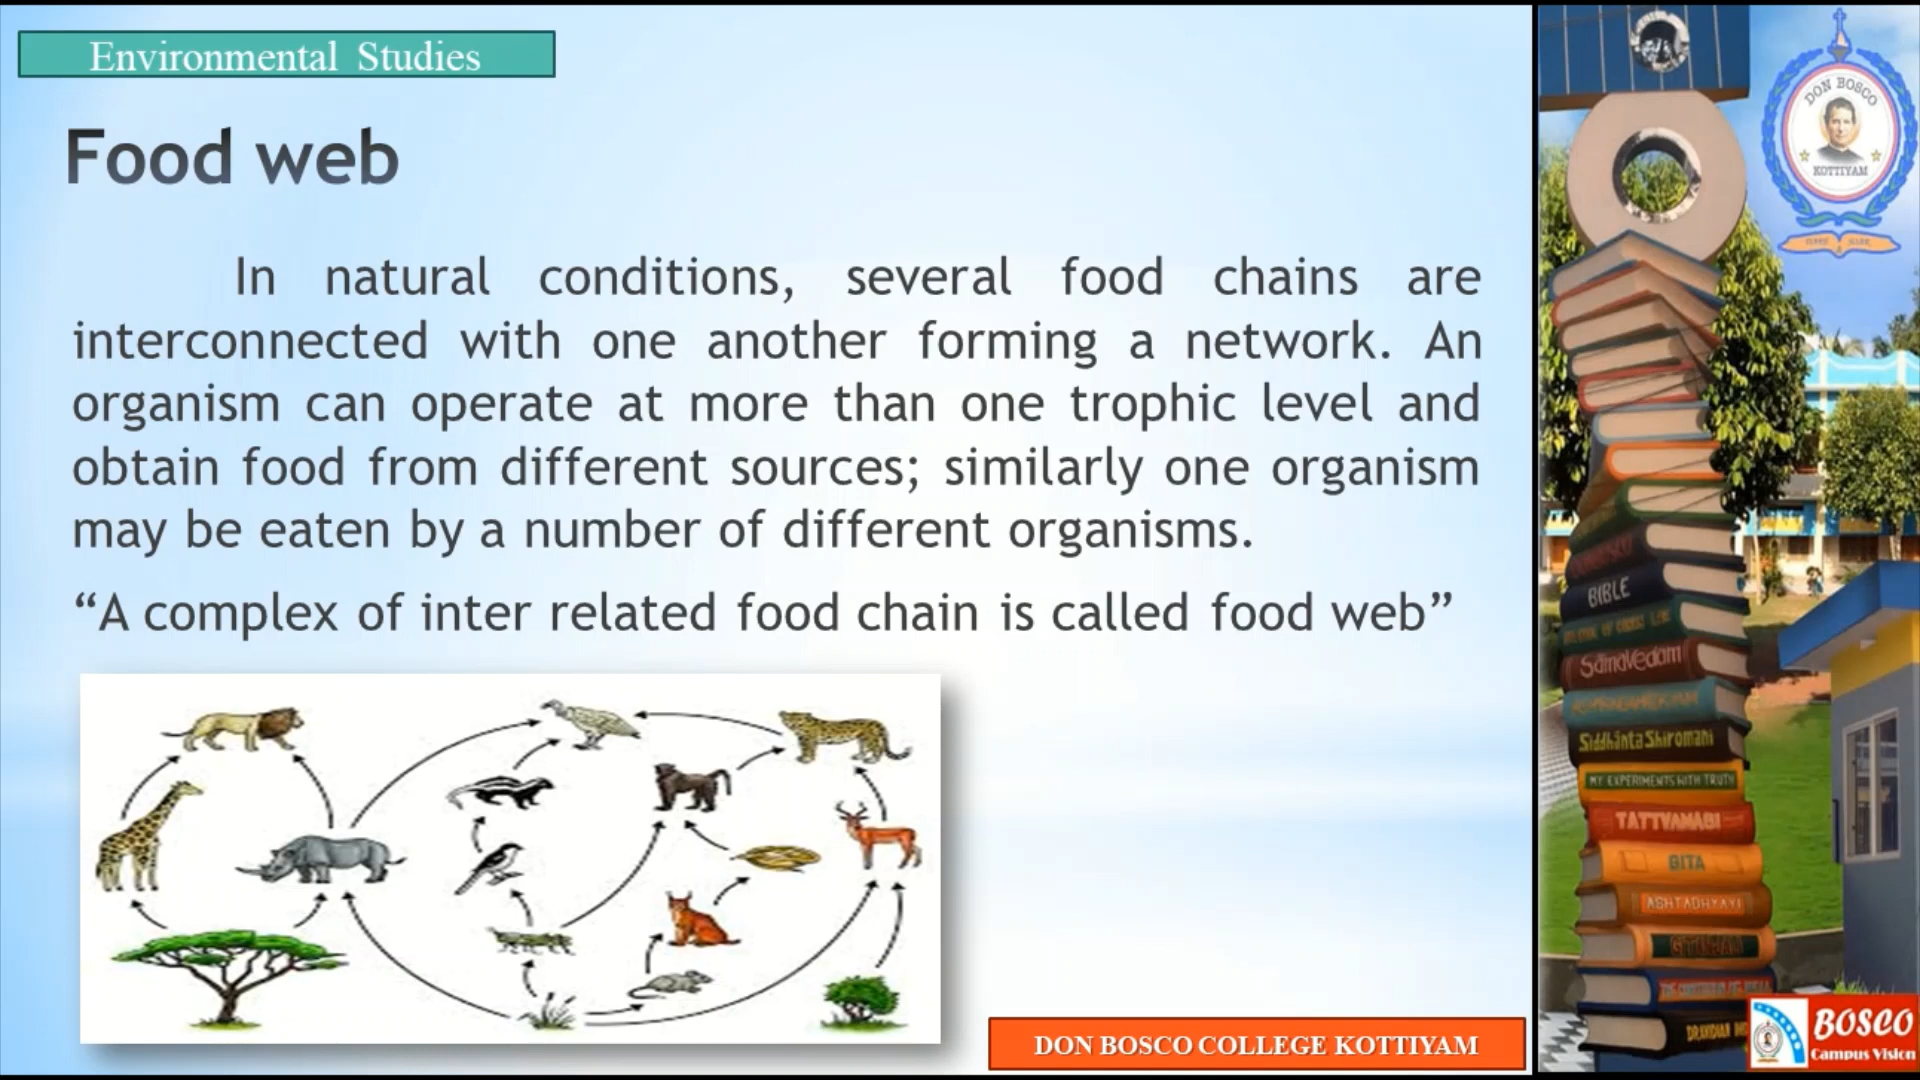 Environmental Studies
Food web
In natural conditions, several food chains are
interconnected with one another forming a network. An
organism can operate at more than one trophic level and
obtain food from different sources; similarly one organism
may be eaten by a number of different organisms.
“A complex of inter related food chain is called food web”
DON BOSCO COLLEGE KOTTIYAM
DON BOSCO
KOTTIYAM
BIBLE
SamaVedam
Siddhānta Shiromani
MY EXPERIMENTS WITH TRUTH
TATTVAMASI
GITA
ASHTADHYAYI
BOSCO
Campus Vision